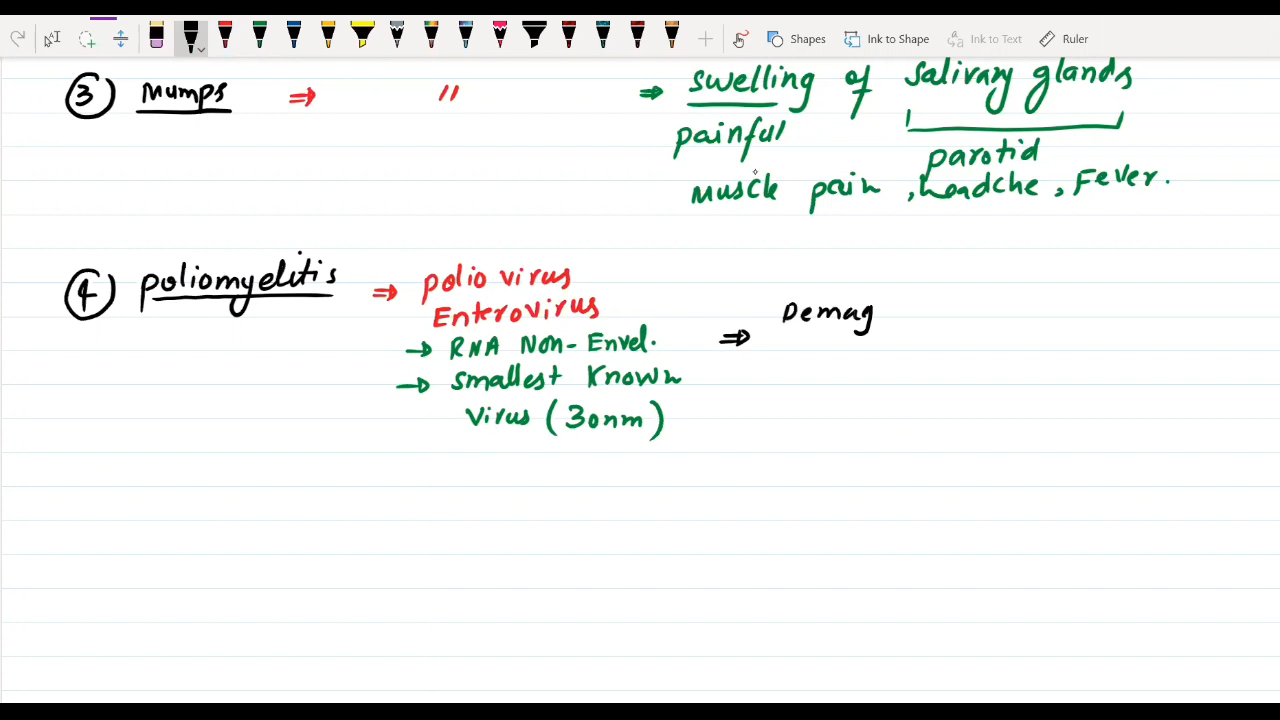 Shapes Ink to Shape Ink to Text Ruler
3 Mumps ⇒ " ⇒ swelling of salivary glands
painful
parotid
Muscle pain , headche , Fever.
4 poliomyelitis ⇒ polio virus
Enterovirus
→ RNA Non-Envel. ⇒ Demag
→ smallest Known
Virus (30nm)